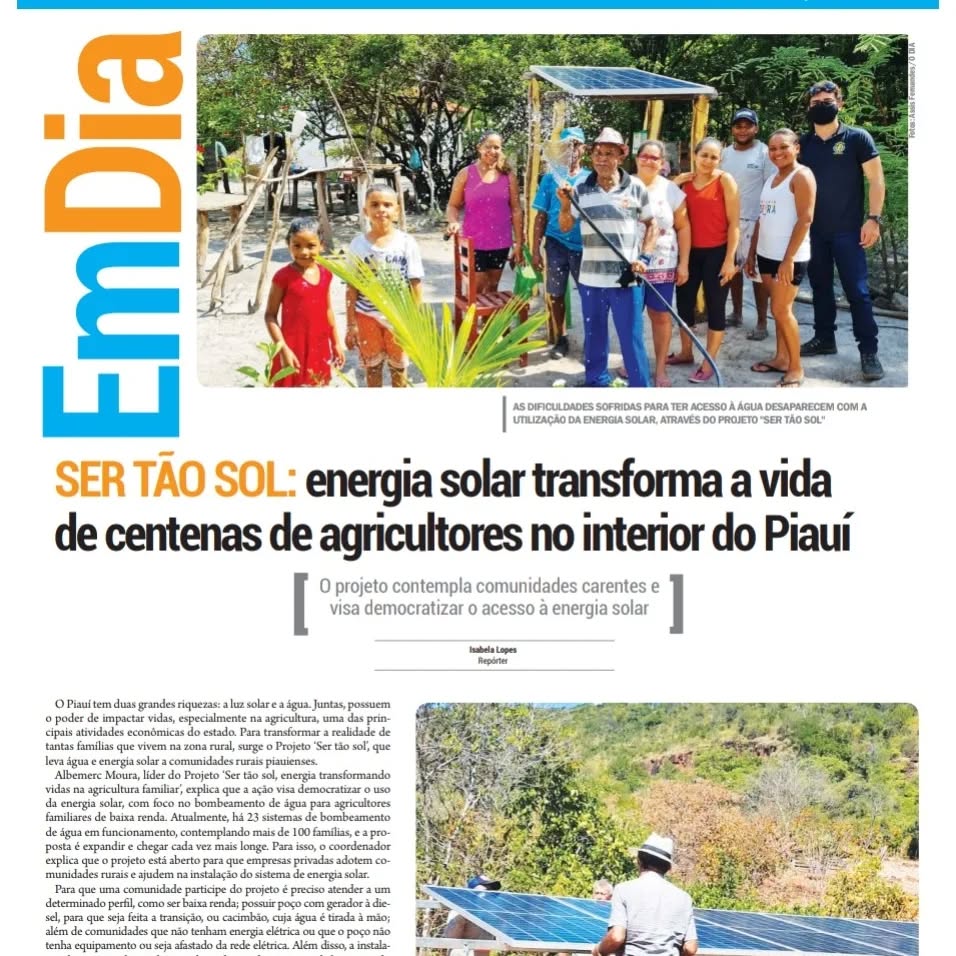 EmDia
Fotos: Assis Fernandes / O DIA
AS DIFICULDADES SOFRIDAS PARA TER ACESSO À ÁGUA DESAPARECEM COM A
UTILIZAÇÃO DA ENERGIA SOLAR, ATRAVÉS DO PROJETO "SER TÃO SOL"
SER TÃO SOL: energia solar transforma a vida
de centenas de agricultores no interior do Piauí
O projeto contempla comunidades carentes e
visa democratizar o acesso à energia solar
Isabela Lopes
Repórter
O Piauí tem duas grandes riquezas: a luz solar e a água. Juntas, possuem
o poder de impactar vidas, especialmente na agricultura, uma das prin-
cipais atividades econômicas do estado. Para transformar a realidade de
tantas famílias que vivem na zona rural, surge o Projeto 'Ser tão sol', que
leva água e energia solar a comunidades rurais piauienses.
Albemerc Moura, líder do Projeto 'Ser tão sol, energia transformando
vidas na agricultura familiar', explica que a ação visa democratizar o uso
da energia solar, com foco no bombeamento de água para agricultores
familiares de baixa renda. Atualmente, há 23 sistemas de bombeamento
de água em funcionamento, contemplando mais de 100 famílias, e a pro-
posta é expandir e chegar cada vez mais longe. Para isso, o coordenador
explica que o projeto está aberto para que empresas privadas adotem co-
munidades rurais e ajudem na instalação do sistema de energia solar.
Para que uma comunidade participe do projeto é preciso atender a um
determinado perfil, como ser baixa renda; possuir poço com gerador à die-
sel, para que seja feita a transição, ou cacimbão, cuja água é tirada à mão;
além de comunidades que não tenham energia elétrica ou que o poço não
tenha equipamento ou seja afastado da rede elétrica. Além disso, a instala-